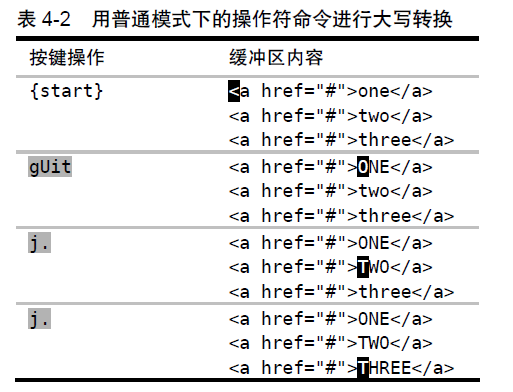 表 4-2 用普通模式下的操作符命令进行大写转换
按键操作 缓冲区内容
{start} <a href="#">one</a>
<a href="#">two</a>
<a href="#">three</a>
gUit <a href="#">ONE</a>
<a href="#">two</a>
<a href="#">three</a>
j. <a href="#">ONE</a>
<a href="#">TWO</a>
<a href="#">three</a>
j. <a href="#">ONE</a>
<a href="#">TWO</a>
<a href="#">THREE</a>